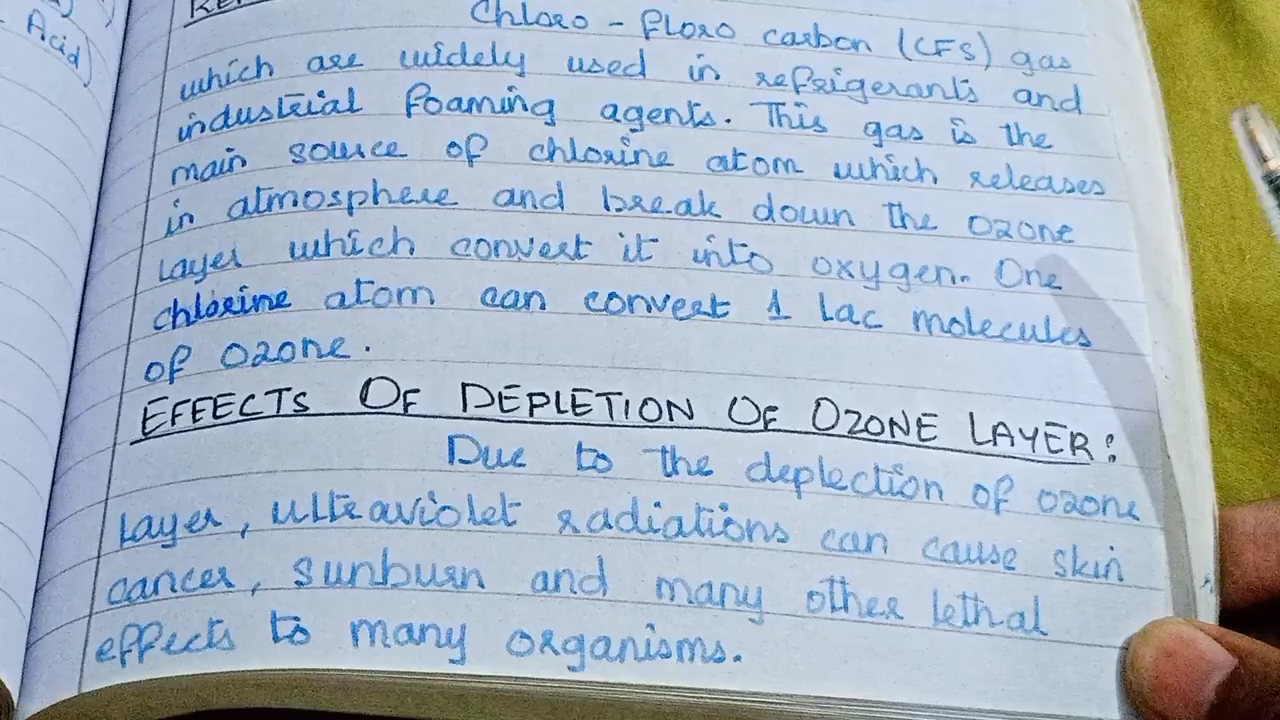 Acid)
Chloro - floro carbon (CFS) gas
which are widely used in refrigerants and
industrial foaming agents. This gas is the
main source of chlorine atom which releases
in atmosphere and break down the ozone
layer which convert it into oxygen. One
chlorine atom can convert 1 Lac molecules
of ozone.
EFFECTS OF DEPLETION OF OZONE LAYER:
Due to the deplection of ozone
layer, ultraviolet radiations can cause skin
cancer, sunburn and many other lethal
effects to many organisms.